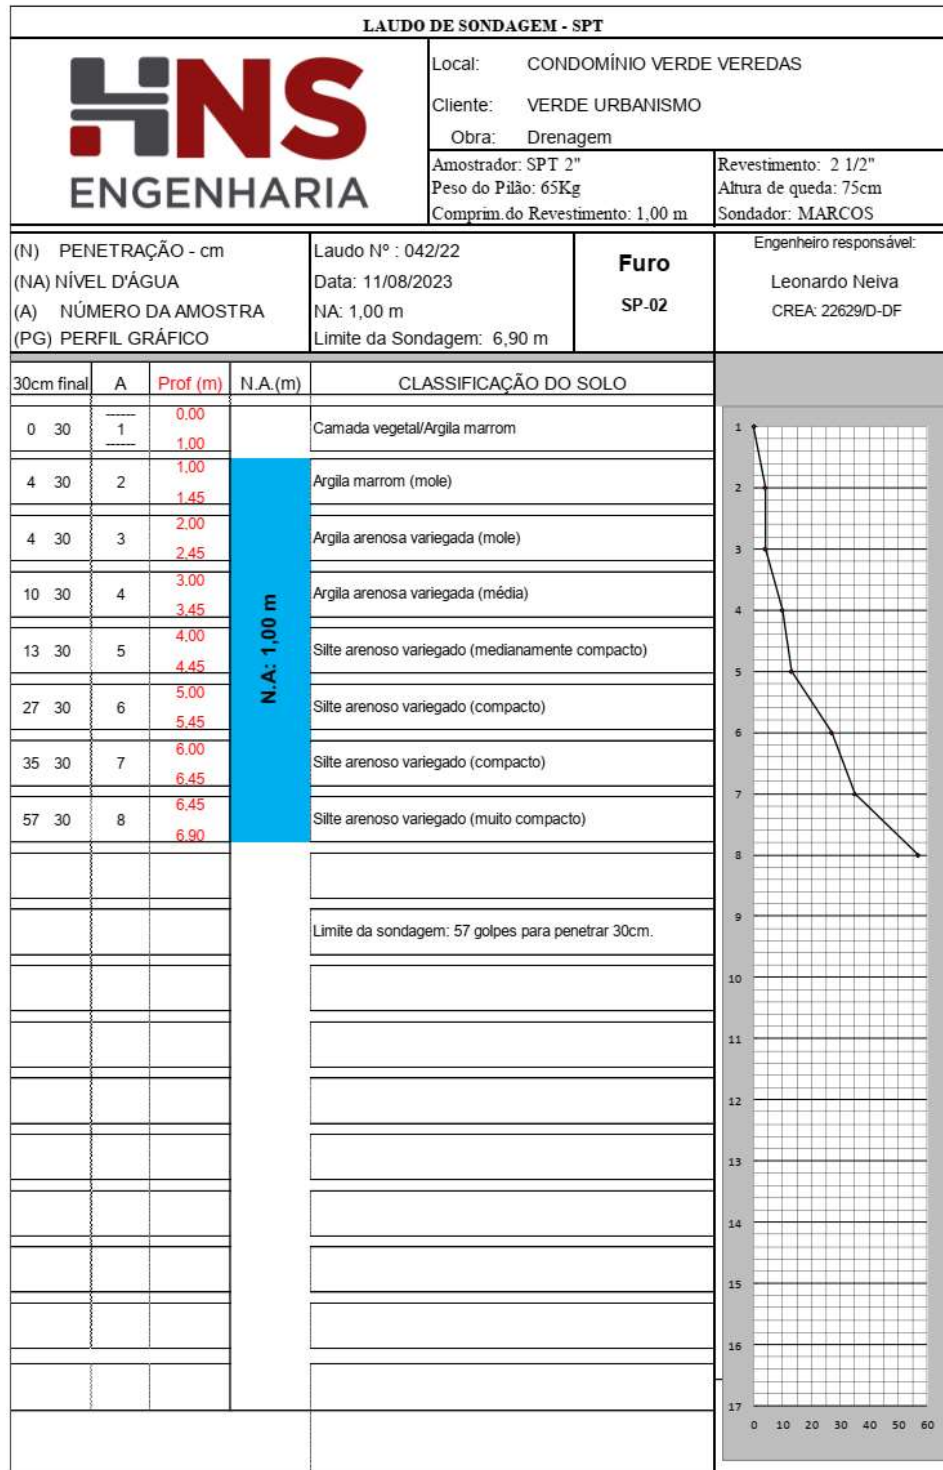 LAUDO DE SONDAGEM - SPT
HNS
ENGENHARIA
Local: CONDOMÍNIO VERDE VEREDAS
Cliente: VERDE URBANISMO
Obra: Drenagem
Amostrador: SPT 2"
Peso do Pilão: 65Kg
Comprim.do Revestimento: 1,00 m
Revestimento: 2 1/2"
Altura de queda: 75cm
Sondador: MARCOS
(N) PENETRAÇÃO - cm
(NA) NÍVEL D'ÁGUA
(A) NÚMERO DA AMOSTRA
(PG) PERFIL GRÁFICO
Laudo Nº : 042/22
Data: 11/08/2023
NA: 1,00 m
Limite da Sondagem: 6,90 m
Furo
SP-02
Engenheiro responsável:
Leonardo Neiva
CREA: 22629/D-DF
30cm final A Prof (m) N.A.(m) CLASSIFICAÇÃO DO SOLO
0 30 ------ 1 ------ 0.00 1.00 Camada vegetal/Argila marrom
4 30 2 1,00 1.45 Argila marrom (mole)
4 30 3 2,00 2,45 Argila arenosa variegada (mole)
10 30 4 3.00 3.45 Argila arenosa variegada (média)
13 30 5 4,00 4.45 Silte arenoso variegado (medianamente compacto)
27 30 6 5,00 5,45 Silte arenoso variegado (compacto)
35 30 7 6.00 6.45 Silte arenoso variegado (compacto)
57 30 8 6,45 6.90 Silte arenoso variegado (muito compacto)
N.A: 1,00 m
Limite da sondagem: 57 golpes para penetrar 30cm.
1
2
3
4
5
6
7
8
9
10
11
12
13
14
15
16
17
0 10 20 30 40 50 60